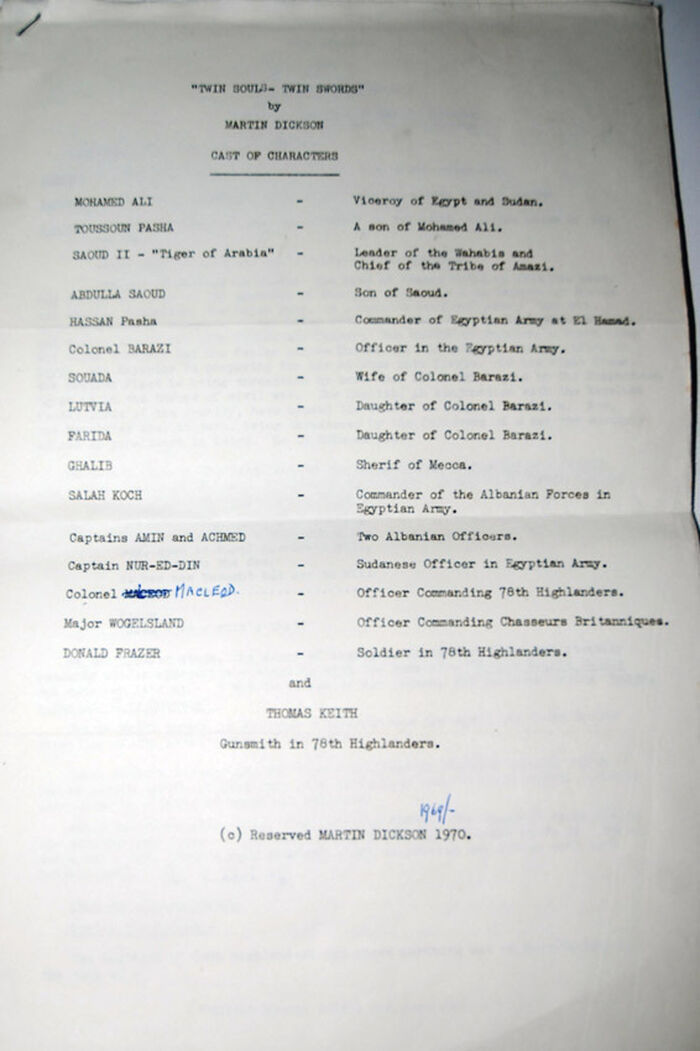 "TWIN SOULS- TWIN SWORDS"
by
MARTIN DICKSON
CAST OF CHARACTERS
MOHAMED ALI - Viceroy of Egypt and Sudan.
TOUSSOUN PASHA - A son of Mohamed Ali.
SAOUD II - "Tiger of Arabia" - Leader of the Wahabis and
Chief of the Tribe of Amazi.
ABDULLA SAOUD - Son of Saoud.
HASSAN Pasha - Commander of Egyptian Army at El Hamad.
Colonel BARAZI - Officer in the Egyptian Army.
SOUADA - Wife of Colonel Barazi.
LUTVIA - Daughter of Colonel Barazi.
FARIDA - Daughter of Colonel Barazi.
GHALIB - Sherif of Mecca.
SALAH KOCH - Commander of the Albanian Forces in
Egyptian Army.
Captains AMIN and ACHMED - Two Albanian Officers.
Captain NUR-ED-DIN - Sudanese Officer in Egyptian Army.
Colonel MACLEOD. - Officer Commanding 78th Highlanders.
Major WOGELSLAND - Officer Commanding Chasseurs Britanniques.
DONALD FRAZER - Soldier in 78th Highlanders.
and
THOMAS KEITH
Gunsmith in 78th Highlanders.
1969/-
(c) Reserved MARTIN DICKSON 1970.